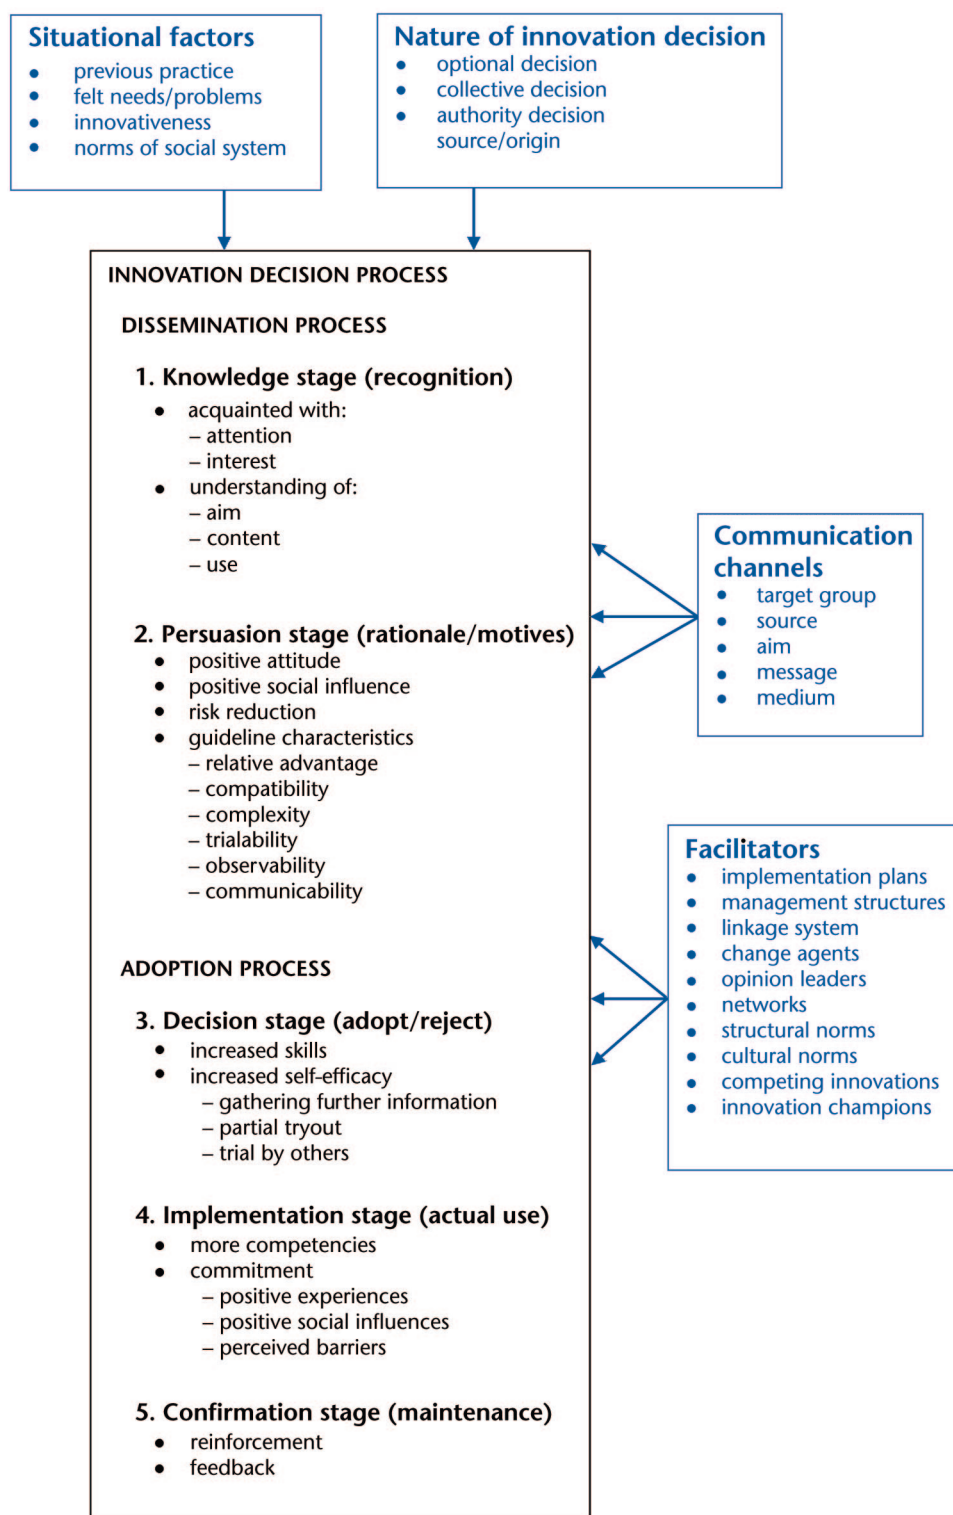 Situational factors
• previous practice
• felt needs/problems
• innovativeness
• norms of social system
Nature of innovation decision
• optional decision
• collective decision
• authority decision
source/origin
INNOVATION DECISION PROCESS
DISSEMINATION PROCESS
1. Knowledge stage (recognition)
• acquainted with:
– attention
– interest
• understanding of:
– aim
– content
– use
2. Persuasion stage (rationale/motives)
• positive attitude
• positive social influence
• risk reduction
• guideline characteristics
– relative advantage
– compatibility
– complexity
– trialability
– observability
– communicability
ADOPTION PROCESS
3. Decision stage (adopt/reject)
• increased skills
• increased self-efficacy
– gathering further information
– partial tryout
– trial by others
4. Implementation stage (actual use)
• more competencies
• commitment
– positive experiences
– positive social influences
– perceived barriers
5. Confirmation stage (maintenance)
• reinforcement
• feedback
Communication
channels
• target group
• source
• aim
• message
• medium
Facilitators
• implementation plans
• management structures
• linkage system
• change agents
• opinion leaders
• networks
• structural norms
• cultural norms
• competing innovations
• innovation champions